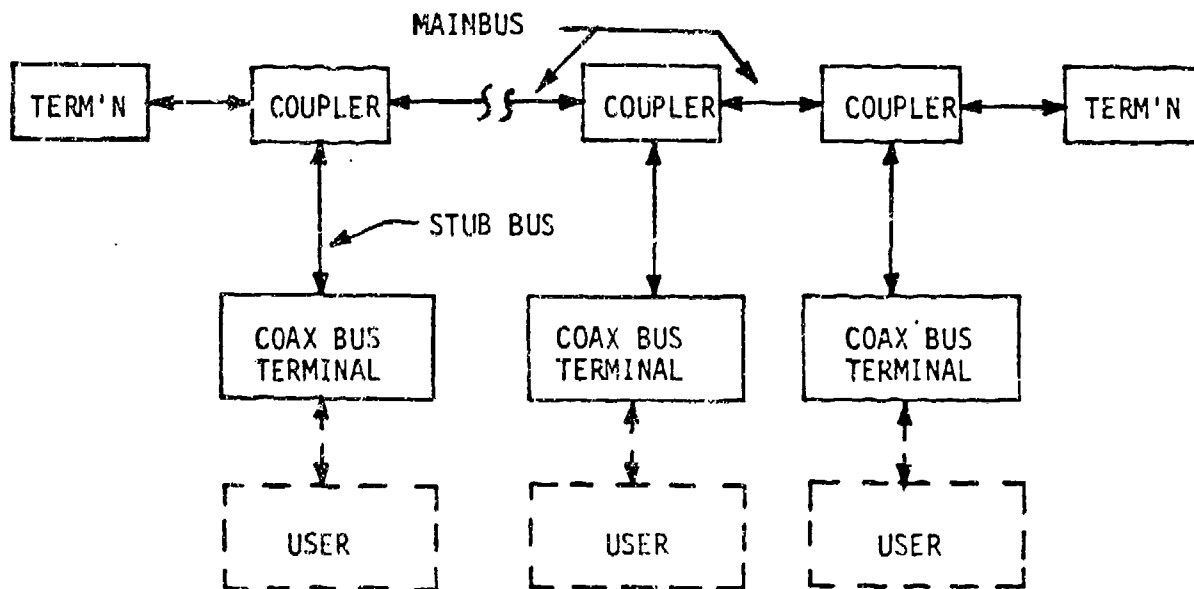 MAINBUS
TERM'N
COUPLER
COUPLER
COUPLER
TERM'N
STUB BUS
COAX BUS
TERMINAL
COAX BUS
TERMINAL
COAX BUS
TERMINAL
USER
USER
USER